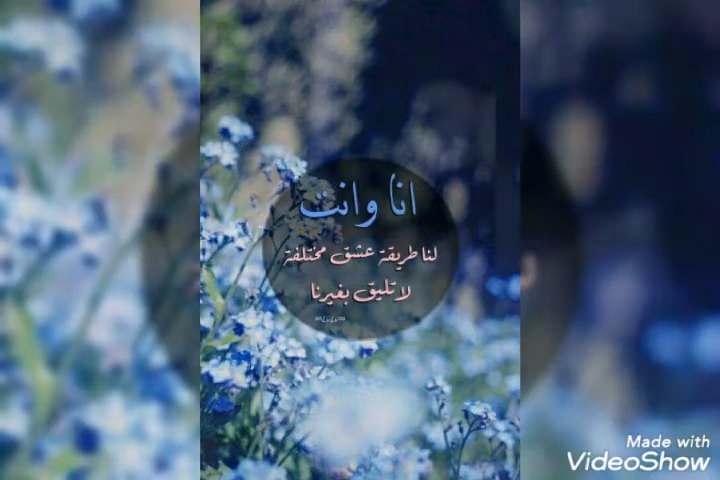 انا وانت
لنا طريقة عشق مختلفة
لا تليق بغيرنا
Made with
VideoShow